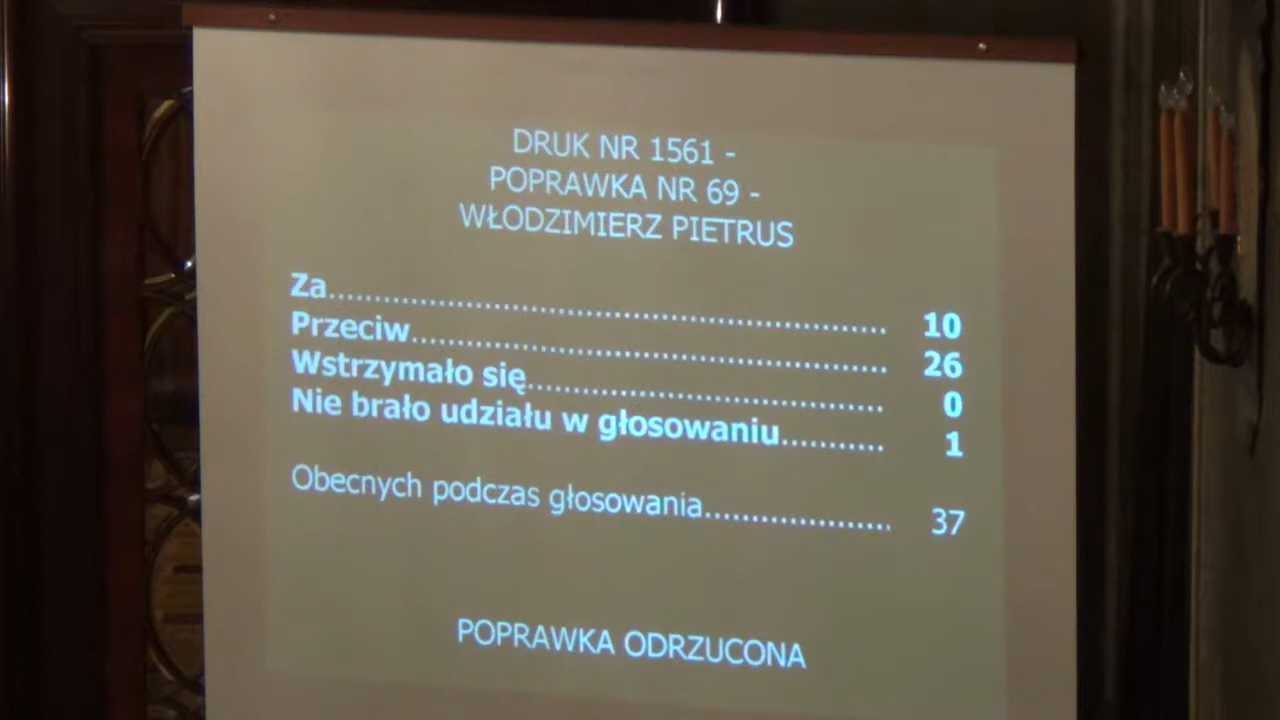 DRUK NR 1561 -
POPRAWKA NR 69 -
WŁODZIMIERZ PIETRUS
Za........................................................... 10
Przeciw.................................................. 26
Wstrzymało się...................................... 0
Nie brało udziału w głosowaniu.......... 1
Obecnych podczas głosowania.................. 37
POPRAWKA ODRZUCONA